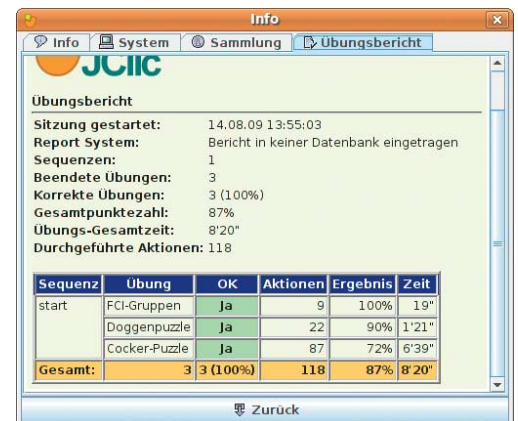 Info
Info System Sammlung Übungsbericht
JClic
Übungsbericht
Sitzung gestartet: 14.08.09 13:55:03
Report System: Bericht in keiner Datenbank eingetragen
Sequenzen: 1
Beendete Übungen: 3
Korrekte Übungen: 3 (100%)
Gesamtpunktezahl: 87%
Übungs-Gesamtzeit: 8'20"
Durchgeführte Aktionen: 118
Sequenz Übung OK Aktionen Ergebnis Zeit
start FCI-Gruppen Ja 9 100% 19"
Doggenpuzzle Ja 22 90% 1'21"
Cocker-Puzzle Ja 87 72% 6'39"
Gesamt: 3 3 (100%) 118 87% 8'20"
Zurück